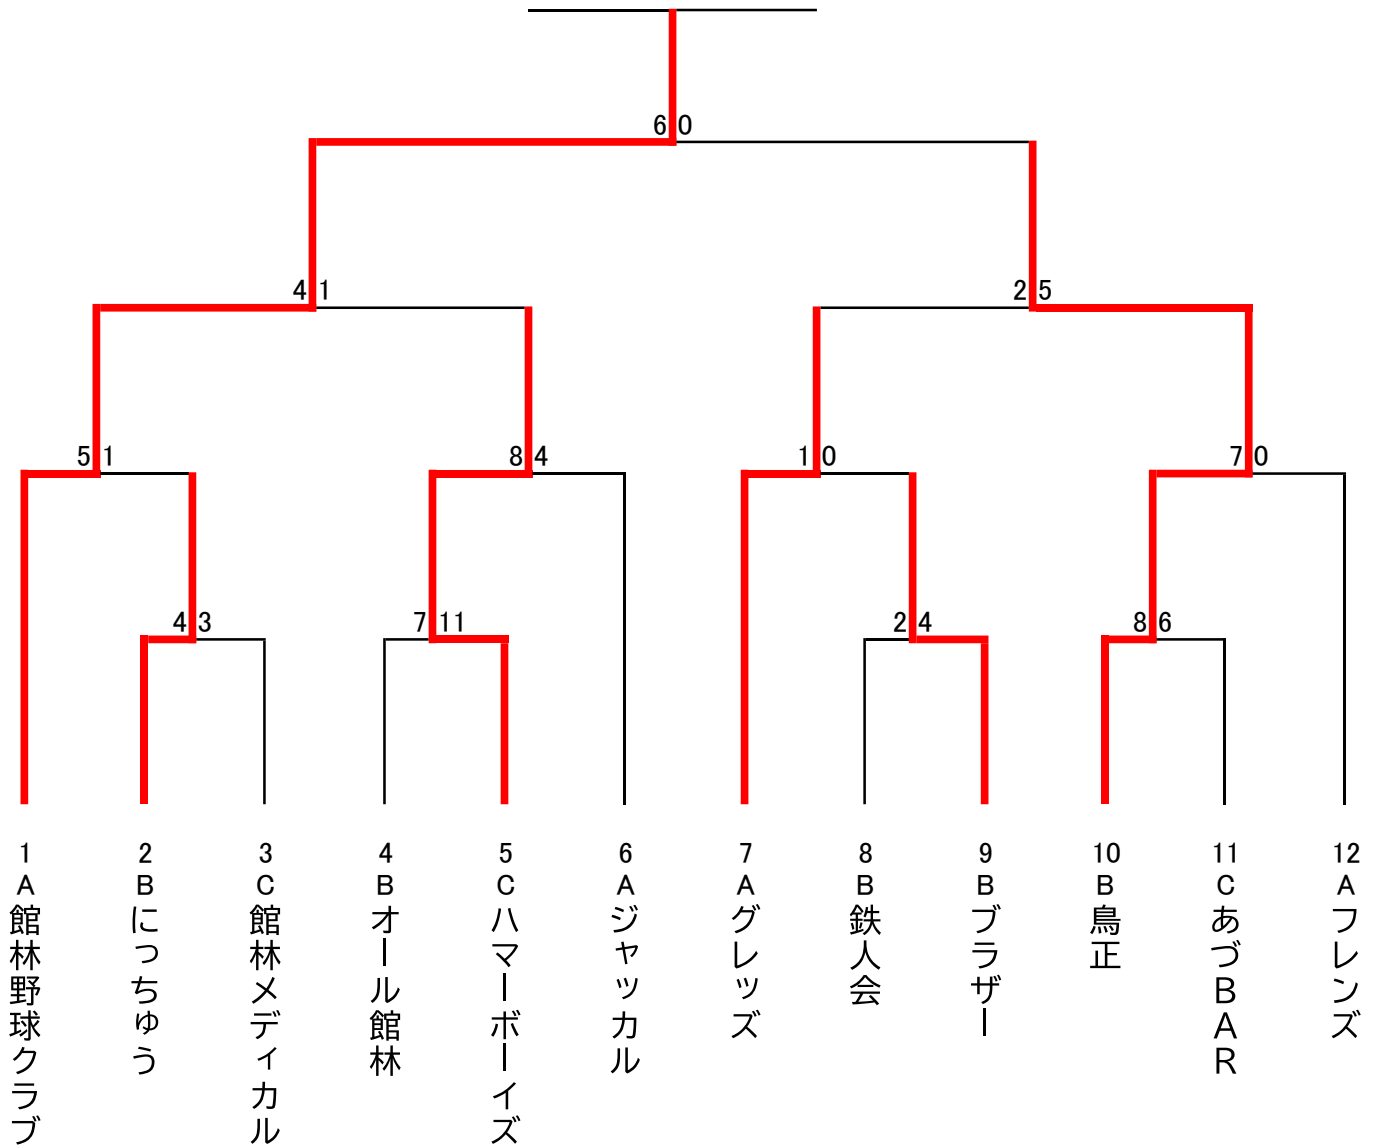 6 0
4 1
2 5
5 1
8 4
1 0
7 0
4 3
7 11
2 4
8 6
1 A 館林野球クラブ
2 B にっちゅう
3 C 館林メディカル
4 B オール館林
5 C ハマーボーイズ
6 A ジャッカル
7 A グレッズ
8 B 鉄人会
9 B ブラザー
10 B 鳥正
11 C あづBAR
12 A フレンズ